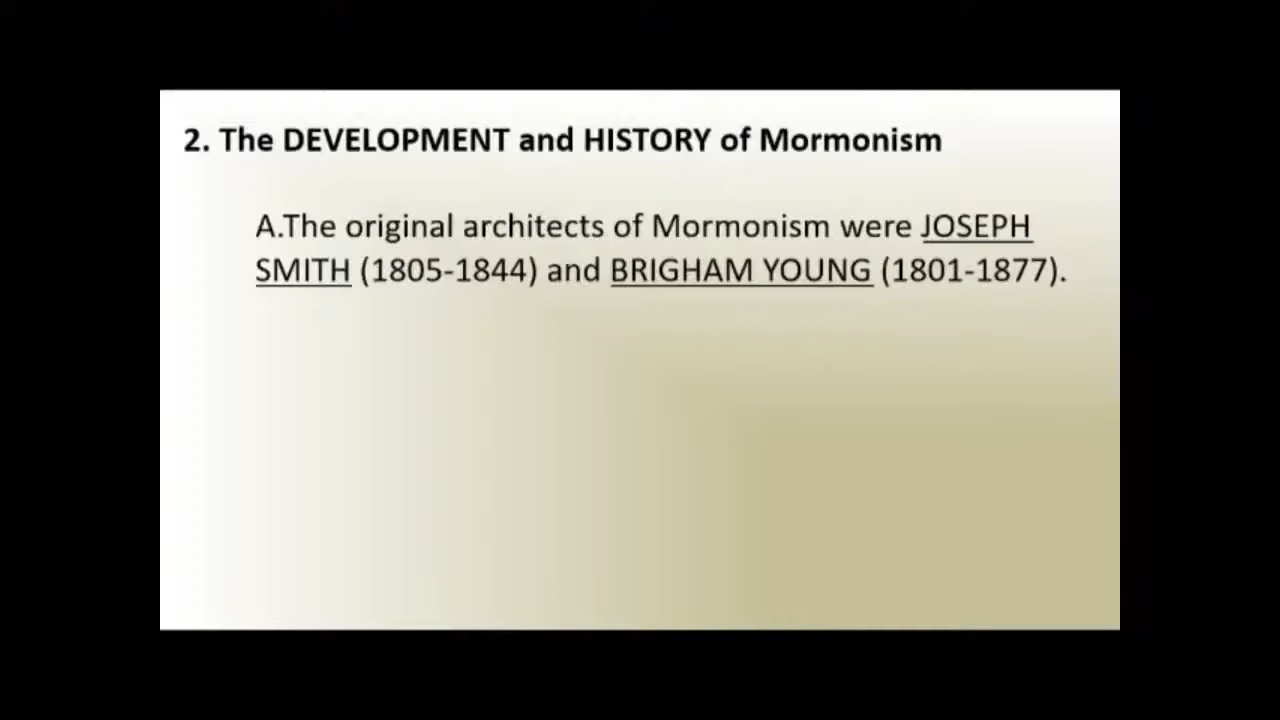 2. The DEVELOPMENT and HISTORY of Mormonism
A.The original architects of Mormonism were JOSEPH
SMITH (1805-1844) and BRIGHAM YOUNG (1801-1877).